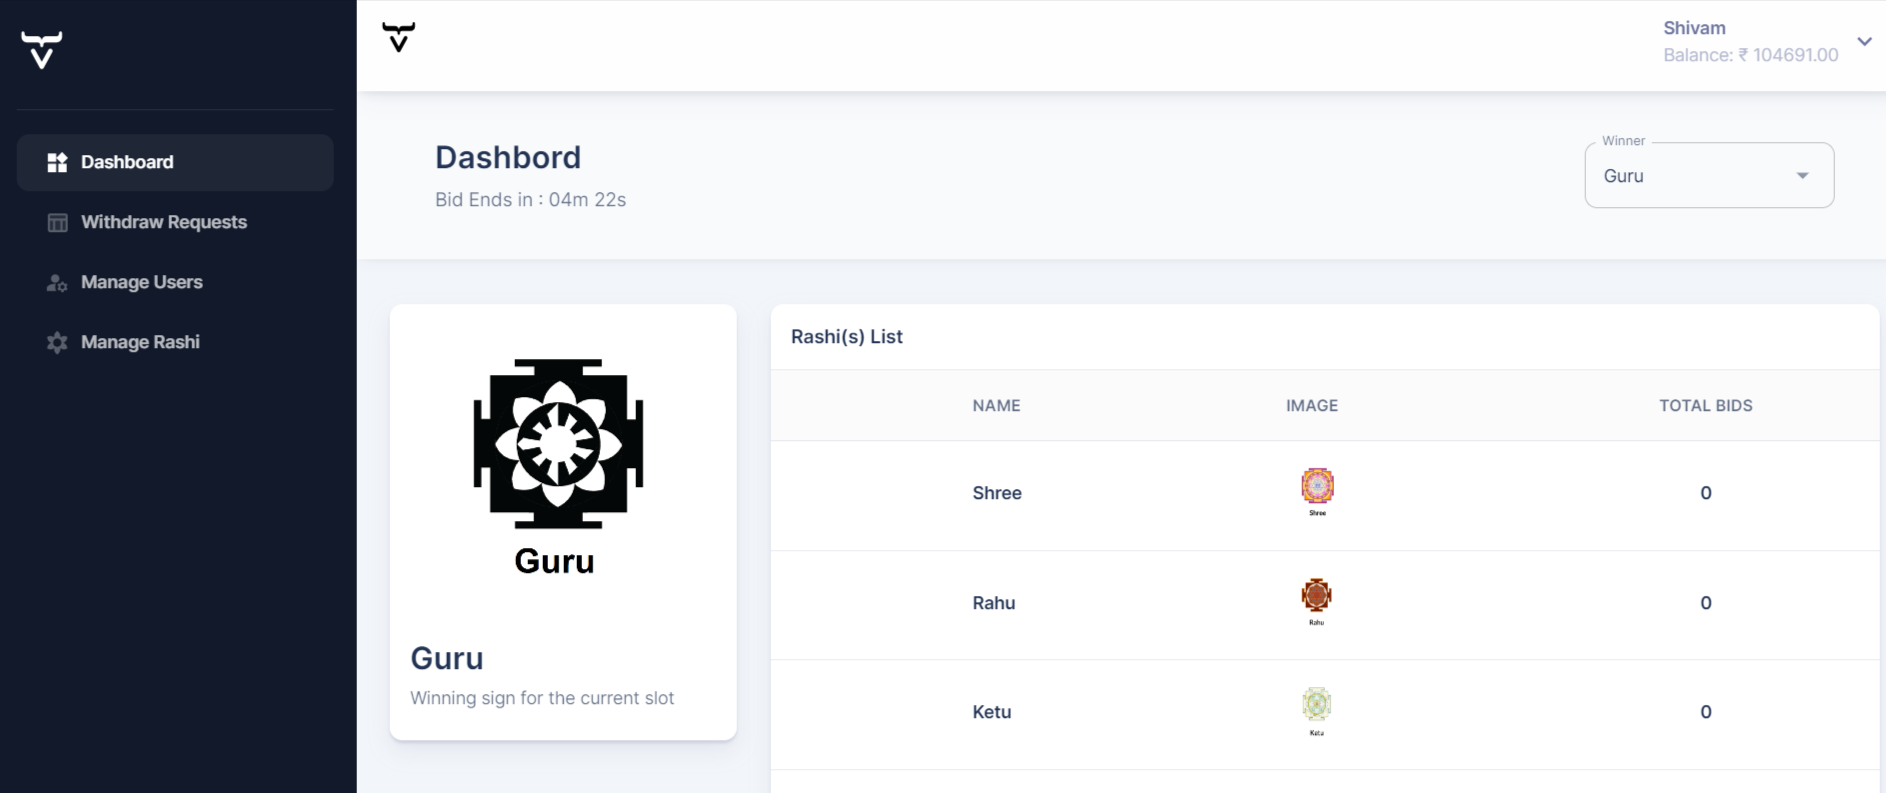 Shivam
Balance: ₹ 104691.00
Dashboard
Withdraw Requests
Manage Users
Manage Rashi
Dashbord
Bid Ends in : 04m 22s
Winner
Guru
Guru
Guru
Winning sign for the current slot
Rashi(s) List
NAME IMAGE TOTAL BIDS
Shree Shree 0
Rahu Rahu 0
Ketu Ketu 0